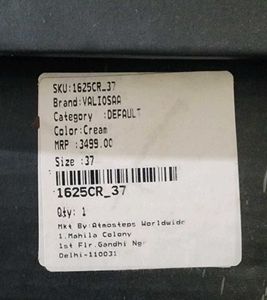 SKU:1625CR_37
Brand:VALIOSAA
Category :DEFAULT
Color:Cream
MRP :3499.00
Size :37
1625CR_37
Qty: 1
Mkt By:Atmosteps Worldwide
1.Mahila Colony
1st Flr.Gandhi Ngr
Delhi-110031